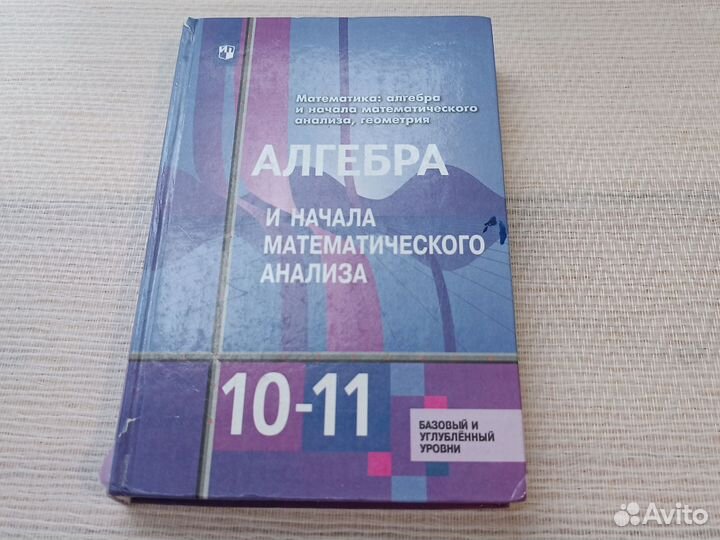 Математика: алгебра
и начала математического
анализа, геометрия
АЛГЕБРА
И НАЧАЛА
МАТЕМАТИЧЕСКОГО
АНАЛИЗА
10-11
БАЗОВЫЙ И
УГЛУБЛЁННЫЙ
УРОВНИ
Avito